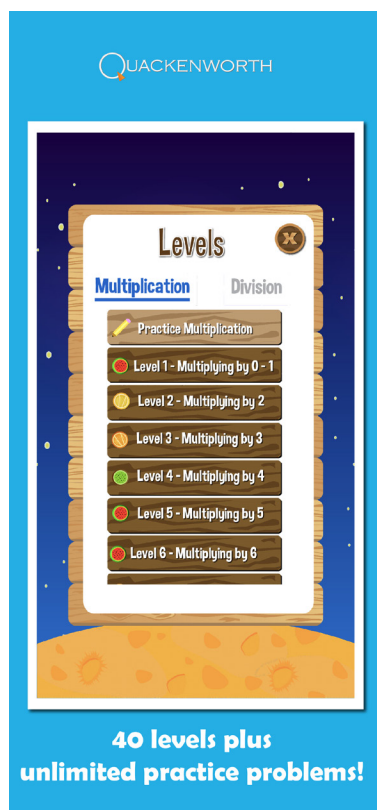 QUACKENWORTH
Levels
X
Multiplication
Division
Practice Multiplication
Level 1 - Multiplying by 0 - 1
Level 2 - Multiplying by 2
Level 3 - Multiplying by 3
Level 4 - Multiplying by 4
Level 5 - Multiplying by 5
Level 6 - Multiplying by 6
40 levels plus
unlimited practice problems!